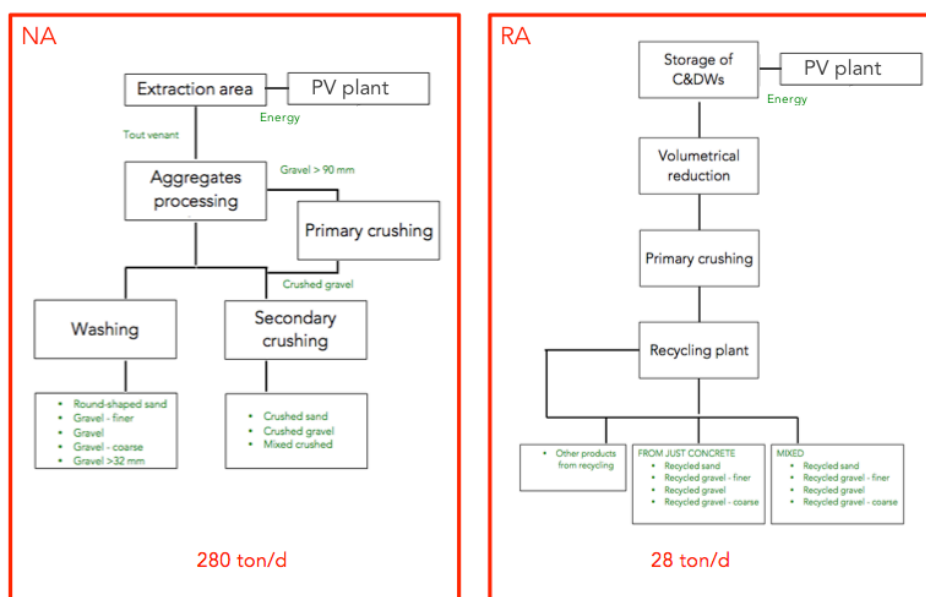 NA
Extraction area
PV plant
Energy
Tout venant
Aggregates
processing
Gravel > 90 mm
Primary crushing
Crushed gravel
Washing
Secondary
crushing
• Round-shaped sand
• Gravel - finer
• Gravel
• Gravel - coarse
• Gravel >32 mm
• Crushed sand
• Crushed gravel
• Mixed crushed
280 ton/d
RA
Storage of
C&DWs
PV plant
Energy
Volumetrical
reduction
Primary crushing
Recycling plant
• Other products
from recycling
FROM JUST CONCRETE
• Recycled sand
• Recycled gravel - finer
• Recycled gravel
• Recycled gravel - coarse
MIXED
• Recycled sand
• Recycled gravel - finer
• Recycled gravel
• Recycled gravel - coarse
28 ton/d